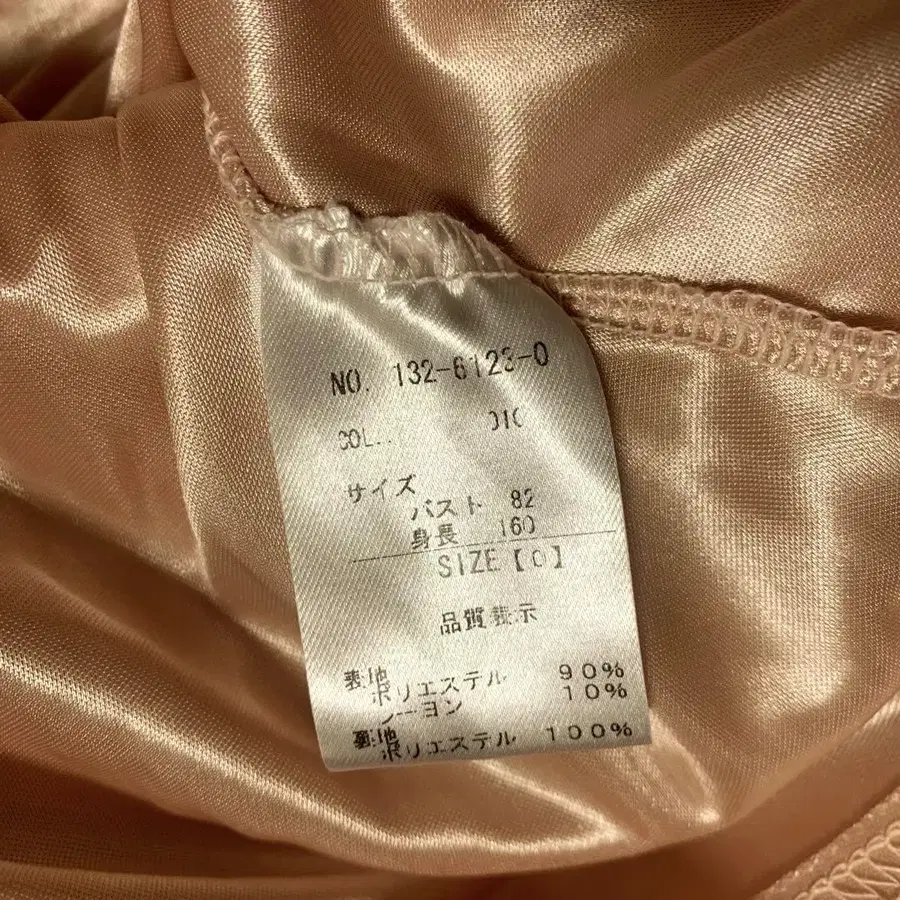 NO. 132-6123-0
COL.
サイズ
バスト 82
身長 160
SIZE【0】
品質表示
表地
ポリエステル 90%
レーヨン 10%
裏地
ポリエステル 100%